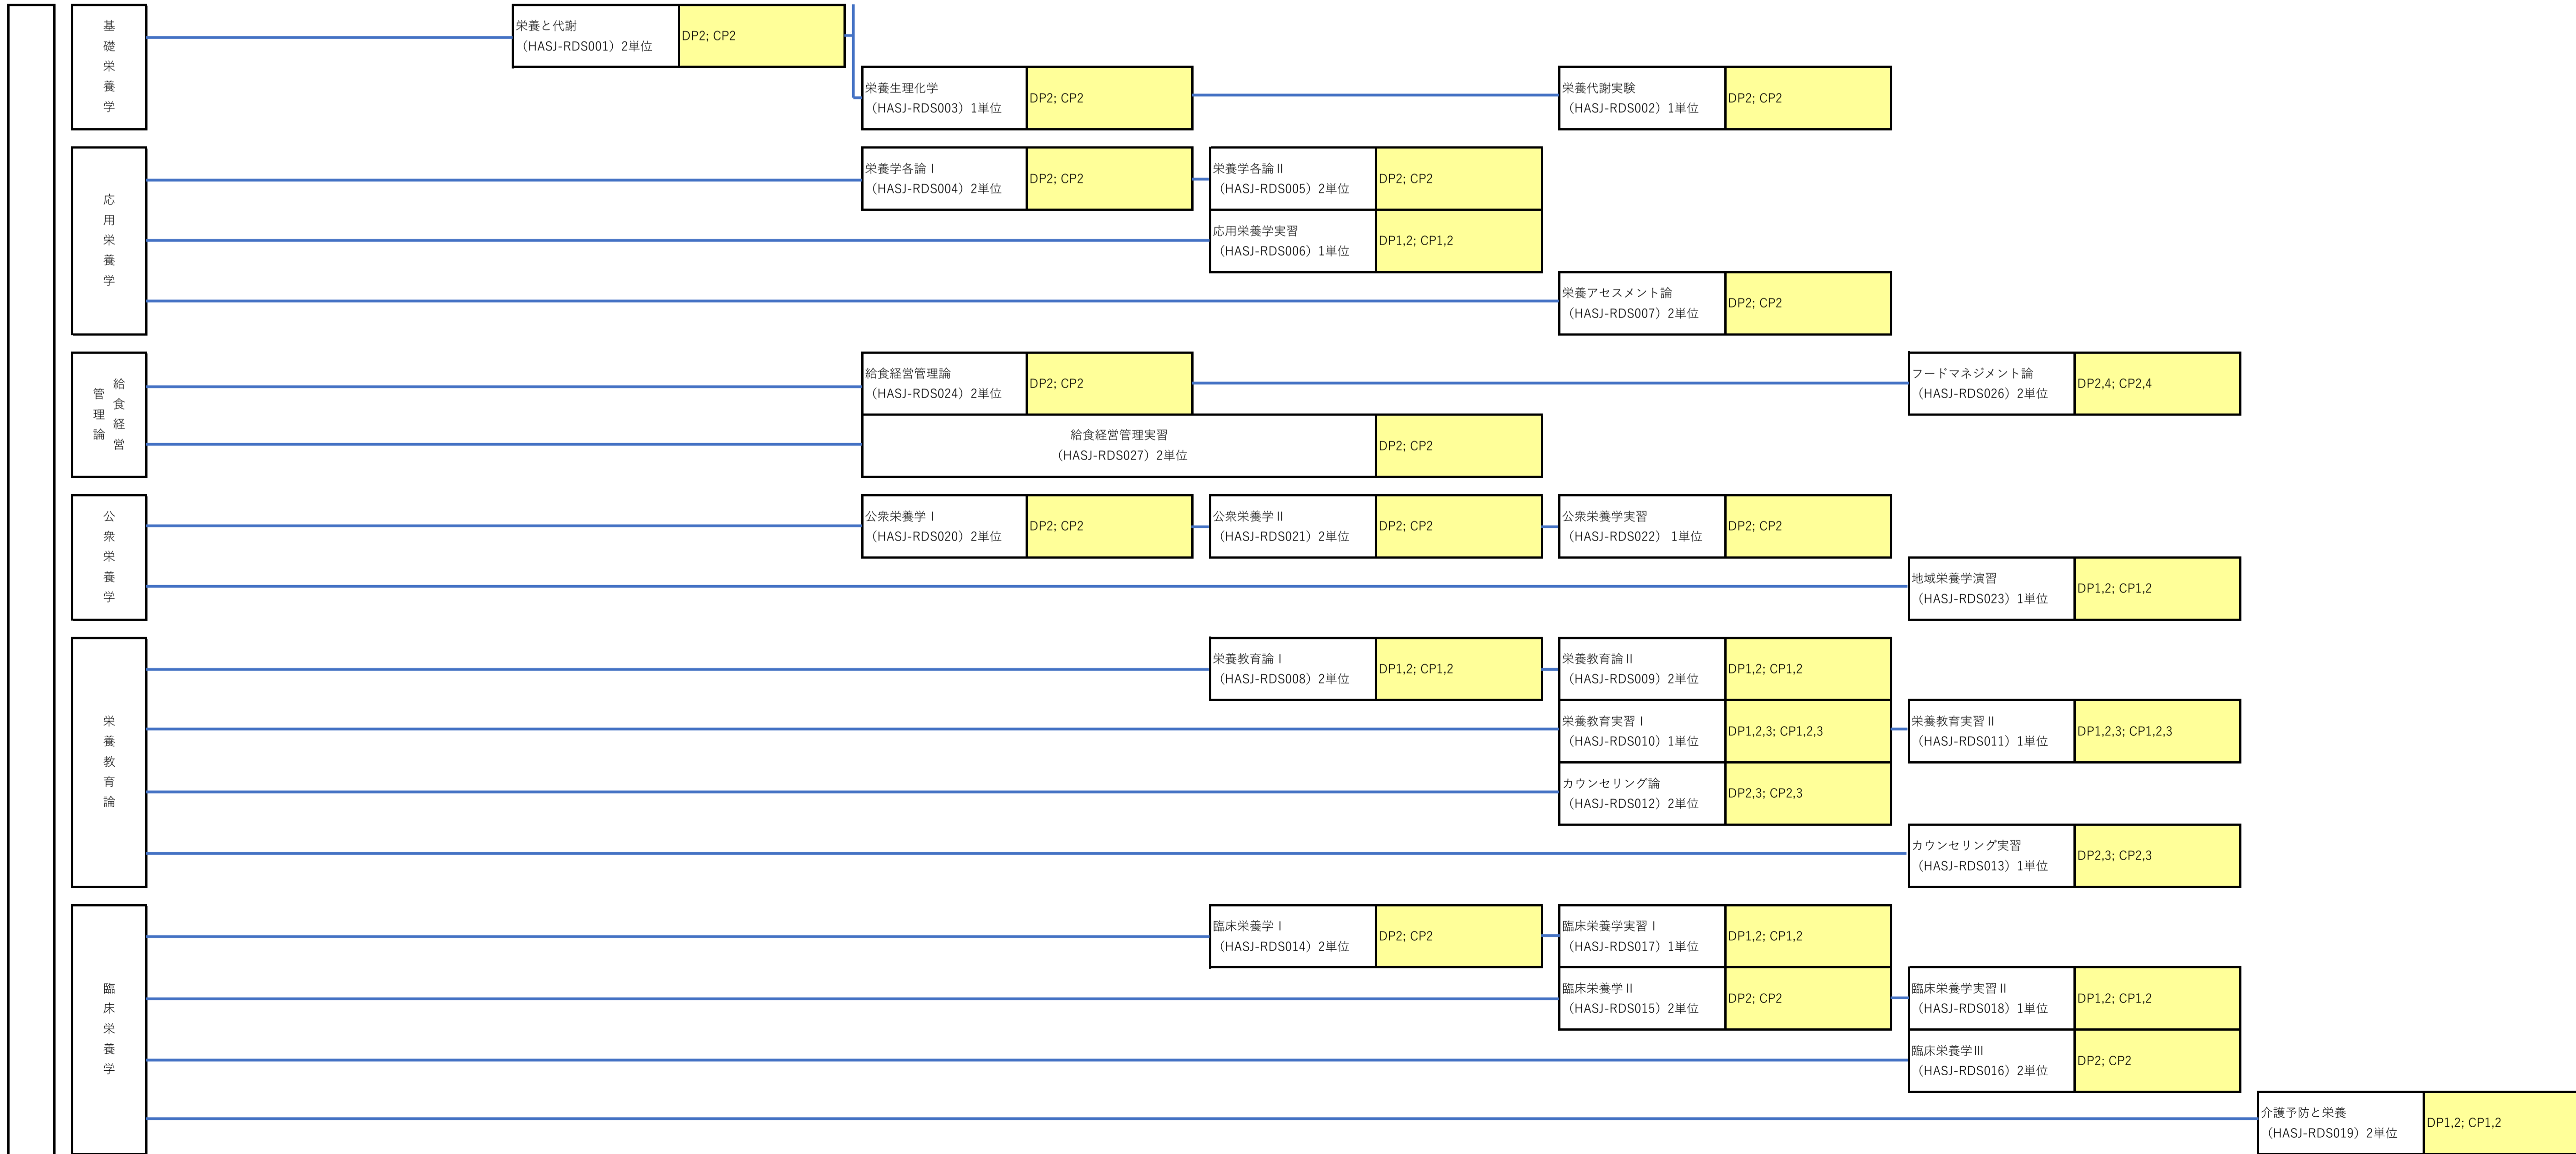 基礎栄養学
栄養と代謝
（HASJ-RDS001）2単位
DP2; CP2
栄養生理化学
（HASJ-RDS003）1単位
DP2; CP2
栄養代謝実験
（HASJ-RDS002）1単位
DP2; CP2
応用栄養学
栄養学各論Ⅰ
（HASJ-RDS004）2単位
DP2; CP2
栄養学各論Ⅱ
（HASJ-RDS005）2単位
DP2; CP2
応用栄養学実習
（HASJ-RDS006）1単位
DP1,2; CP1,2
栄養アセスメント論
（HASJ-RDS007）2単位
DP2; CP2
給食経営
管理論
給食経営管理論
（HASJ-RDS024）2単位
DP2; CP2
フードマネジメント論
（HASJ-RDS026）2単位
DP2,4; CP2,4
給食経営管理実習
（HASJ-RDS027）2単位
DP2; CP2
公衆栄養学
公衆栄養学Ⅰ
（HASJ-RDS020）2単位
DP2; CP2
公衆栄養学Ⅱ
（HASJ-RDS021）2単位
DP2; CP2
公衆栄養学実習
（HASJ-RDS022） 1単位
DP2; CP2
地域栄養学演習
（HASJ-RDS023）1単位
DP1,2; CP1,2
栄養教育論
栄養教育論Ⅰ
（HASJ-RDS008）2単位
DP1,2; CP1,2
栄養教育論Ⅱ
（HASJ-RDS009）2単位
DP1,2; CP1,2
栄養教育実習Ⅰ
（HASJ-RDS010）1単位
DP1,2,3; CP1,2,3
栄養教育実習Ⅱ
（HASJ-RDS011）1単位
DP1,2,3; CP1,2,3
カウンセリング論
（HASJ-RDS012）2単位
DP2,3; CP2,3
カウンセリング実習
（HASJ-RDS013）1単位
DP2,3; CP2,3
臨床栄養学
臨床栄養学Ⅰ
（HASJ-RDS014）2単位
DP2; CP2
臨床栄養学実習Ⅰ
（HASJ-RDS017）1単位
DP1,2; CP1,2
臨床栄養学Ⅱ
（HASJ-RDS015）2単位
DP2; CP2
臨床栄養学実習Ⅱ
（HASJ-RDS018）1単位
DP1,2; CP1,2
臨床栄養学Ⅲ
（HASJ-RDS016）2単位
DP2; CP2
介護予防と栄養
（HASJ-RDS019）2単位
DP1,2; CP1,2